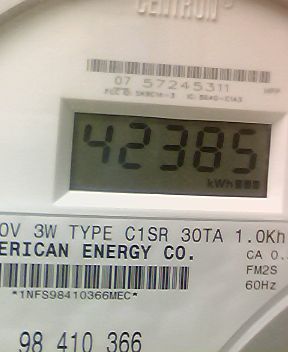 CENTRON®
07 57245311
42385
kWh
0V 3W TYPE C1SR 30TA 1.0Kh
ERICAN ENERGY CO.
CA 0.
FM2S
*1NFS98410366MEC*
60Hz
98 410 366